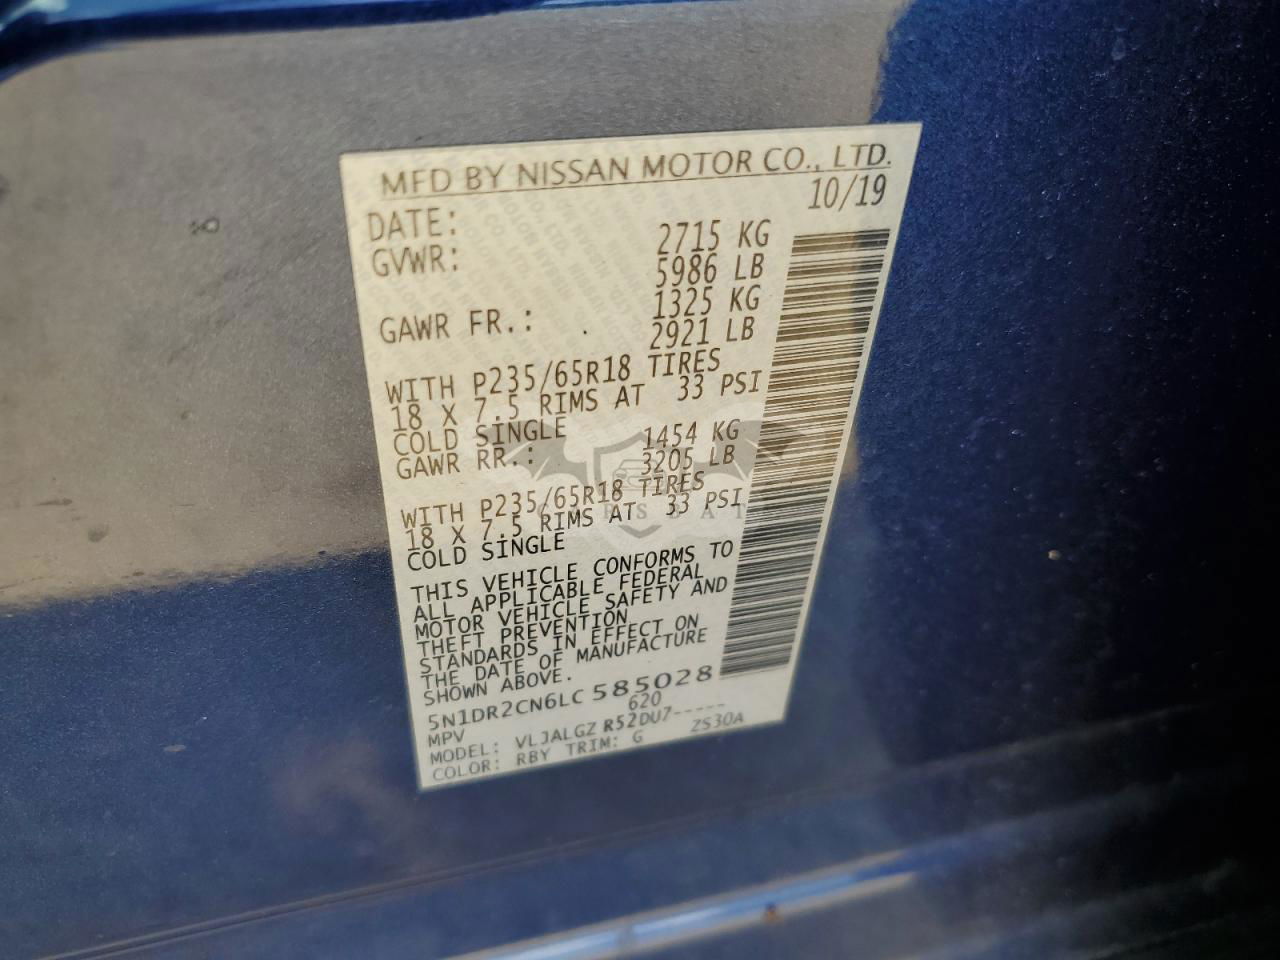 MFD BY NISSAN MOTOR CO., LTD.
DATE: 10/19
GVWR: 2715 KG
5986 LB
GAWR FR.: 1325 KG
2921 LB
WITH P235/65R18 TIRES
18 X 7.5 RIMS AT 33 PSI
COLD SINGLE
GAWR RR.: 1454 KG
3205 LB
WITH P235/65R18 TIRES
18 X 7.5 RIMS AT 33 PSI
COLD SINGLE
THIS VEHICLE CONFORMS TO
ALL APPLICABLE FEDERAL
MOTOR VEHICLE SAFETY AND
THEFT PREVENTION
STANDARDS IN EFFECT ON
THE DATE OF MANUFACTURE
SHOWN ABOVE.
5N1DR2CN6LC 585028
MPV 620
MODEL: VLJALGZ R52DU7-----
COLOR: RBY TRIM: G ZS30A